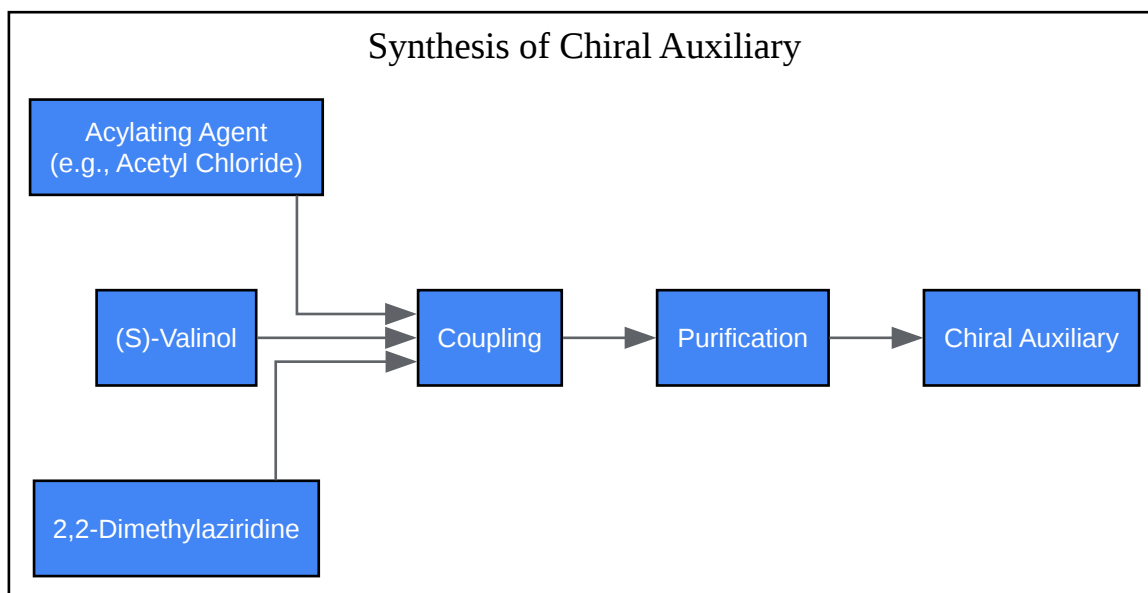 Synthesis of Chiral Auxiliary
Acylating Agent
(e.g., Acetyl Chloride)
(S)-Valinol
Coupling
Purification
Chiral Auxiliary
2,2-Dimethylaziridine